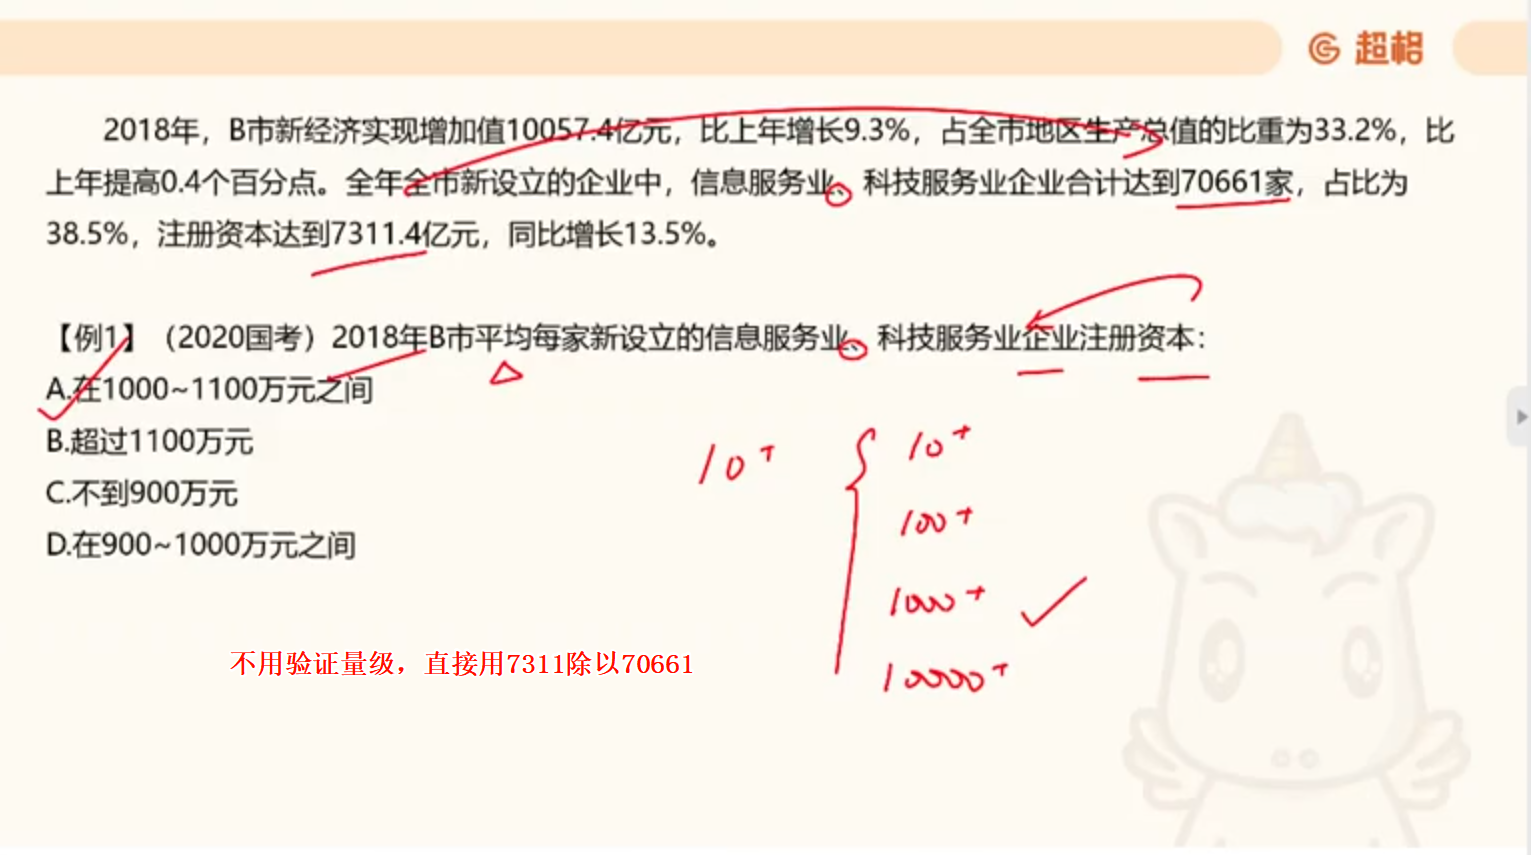 超格
2018年，B市新经济实现增加值10057.4亿元，比上年增长9.3%，占全市地区生产总值的比重为33.2%，比
上年提高0.4个百分点。全年全市新设立的企业中，信息服务业、科技服务业企业合计达到70661家，占比为
38.5%，注册资本达到7311.4亿元，同比增长13.5%。
【例1】（2020国考）2018年B市平均每家新设立的信息服务业、科技服务业企业注册资本：
A.在1000~1100万元之间
B.超过1100万元
C.不到900万元
D.在900~1000万元之间
10+
10+
100+
1000+
10000+
不用验证量级，直接用7311除以70661